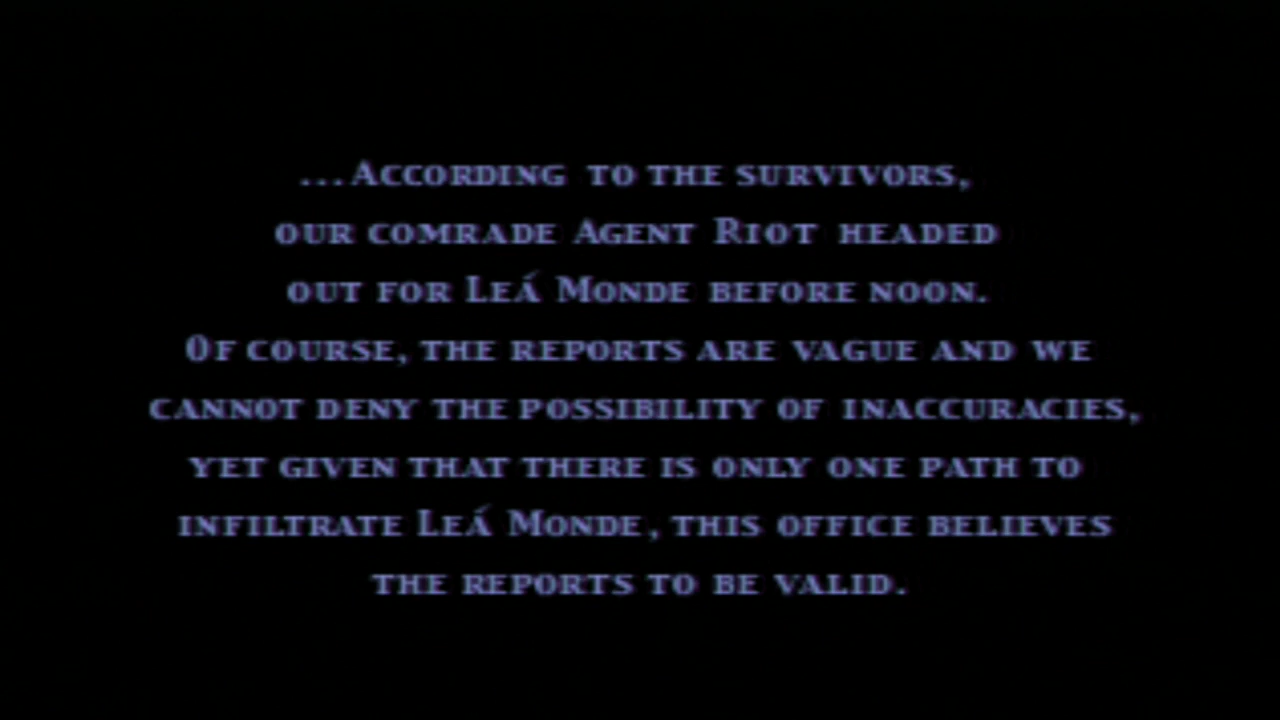 ...According to the survivors,
our comrade Agent Riot headed
out for Leá Monde before noon.
Of course, the reports are vague and we
cannot deny the possibility of inaccuracies,
yet given that there is only one path to
infiltrate Leá Monde, this office believes
the reports to be valid.